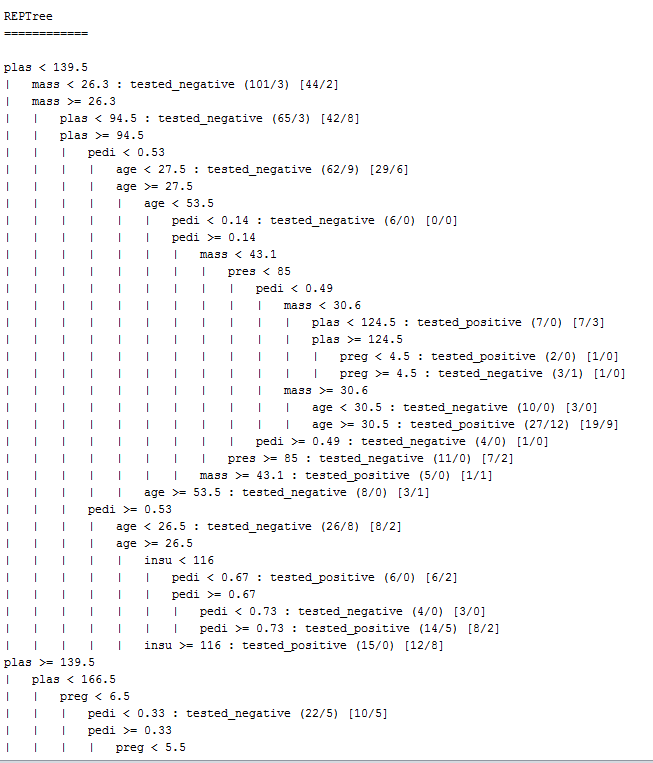 REPTree
============
plas < 139.5
|   mass < 26.3 : tested_negative (101/3) [44/2]
|   mass >= 26.3
|   |   plas < 94.5 : tested_negative (65/3) [42/8]
|   |   plas >= 94.5
|   |   |   pedi < 0.53
|   |   |   |   age < 27.5 : tested_negative (62/9) [29/6]
|   |   |   |   age >= 27.5
|   |   |   |   |   age < 53.5
|   |   |   |   |   |   pedi < 0.14 : tested_negative (6/0) [0/0]
|   |   |   |   |   |   pedi >= 0.14
|   |   |   |   |   |   |   mass < 43.1
|   |   |   |   |   |   |   |   pres < 85
|   |   |   |   |   |   |   |   |   pedi < 0.49
|   |   |   |   |   |   |   |   |   |   mass < 30.6
|   |   |   |   |   |   |   |   |   |   |   plas < 124.5 : tested_positive (7/0) [7/3]
|   |   |   |   |   |   |   |   |   |   |   plas >= 124.5
|   |   |   |   |   |   |   |   |   |   |   |   preg < 4.5 : tested_positive (2/0) [1/0]
|   |   |   |   |   |   |   |   |   |   |   |   preg >= 4.5 : tested_negative (3/1) [1/0]
|   |   |   |   |   |   |   |   |   |   mass >= 30.6
|   |   |   |   |   |   |   |   |   |   |   age < 30.5 : tested_negative (10/0) [3/0]
|   |   |   |   |   |   |   |   |   |   |   age >= 30.5 : tested_positive (27/12) [19/9]
|   |   |   |   |   |   |   |   |   pedi >= 0.49 : tested_negative (4/0) [1/0]
|   |   |   |   |   |   |   |   pres >= 85 : tested_negative (11/0) [7/2]
|   |   |   |   |   |   |   mass >= 43.1 : tested_positive (5/0) [1/1]
|   |   |   |   |   age >= 53.5 : tested_negative (8/0) [3/1]
|   |   |   pedi >= 0.53
|   |   |   |   age < 26.5 : tested_negative (26/8) [8/2]
|   |   |   |   age >= 26.5
|   |   |   |   |   insu < 116
|   |   |   |   |   |   pedi < 0.67 : tested_positive (6/0) [6/2]
|   |   |   |   |   |   pedi >= 0.67
|   |   |   |   |   |   |   pedi < 0.73 : tested_negative (4/0) [3/0]
|   |   |   |   |   |   |   pedi >= 0.73 : tested_positive (14/5) [8/2]
|   |   |   |   |   insu >= 116 : tested_positive (15/0) [12/8]
plas >= 139.5
|   plas < 166.5
|   |   preg < 6.5
|   |   |   pedi < 0.33 : tested_negative (22/5) [10/5]
|   |   |   pedi >= 0.33
|   |   |   |   preg < 5.5